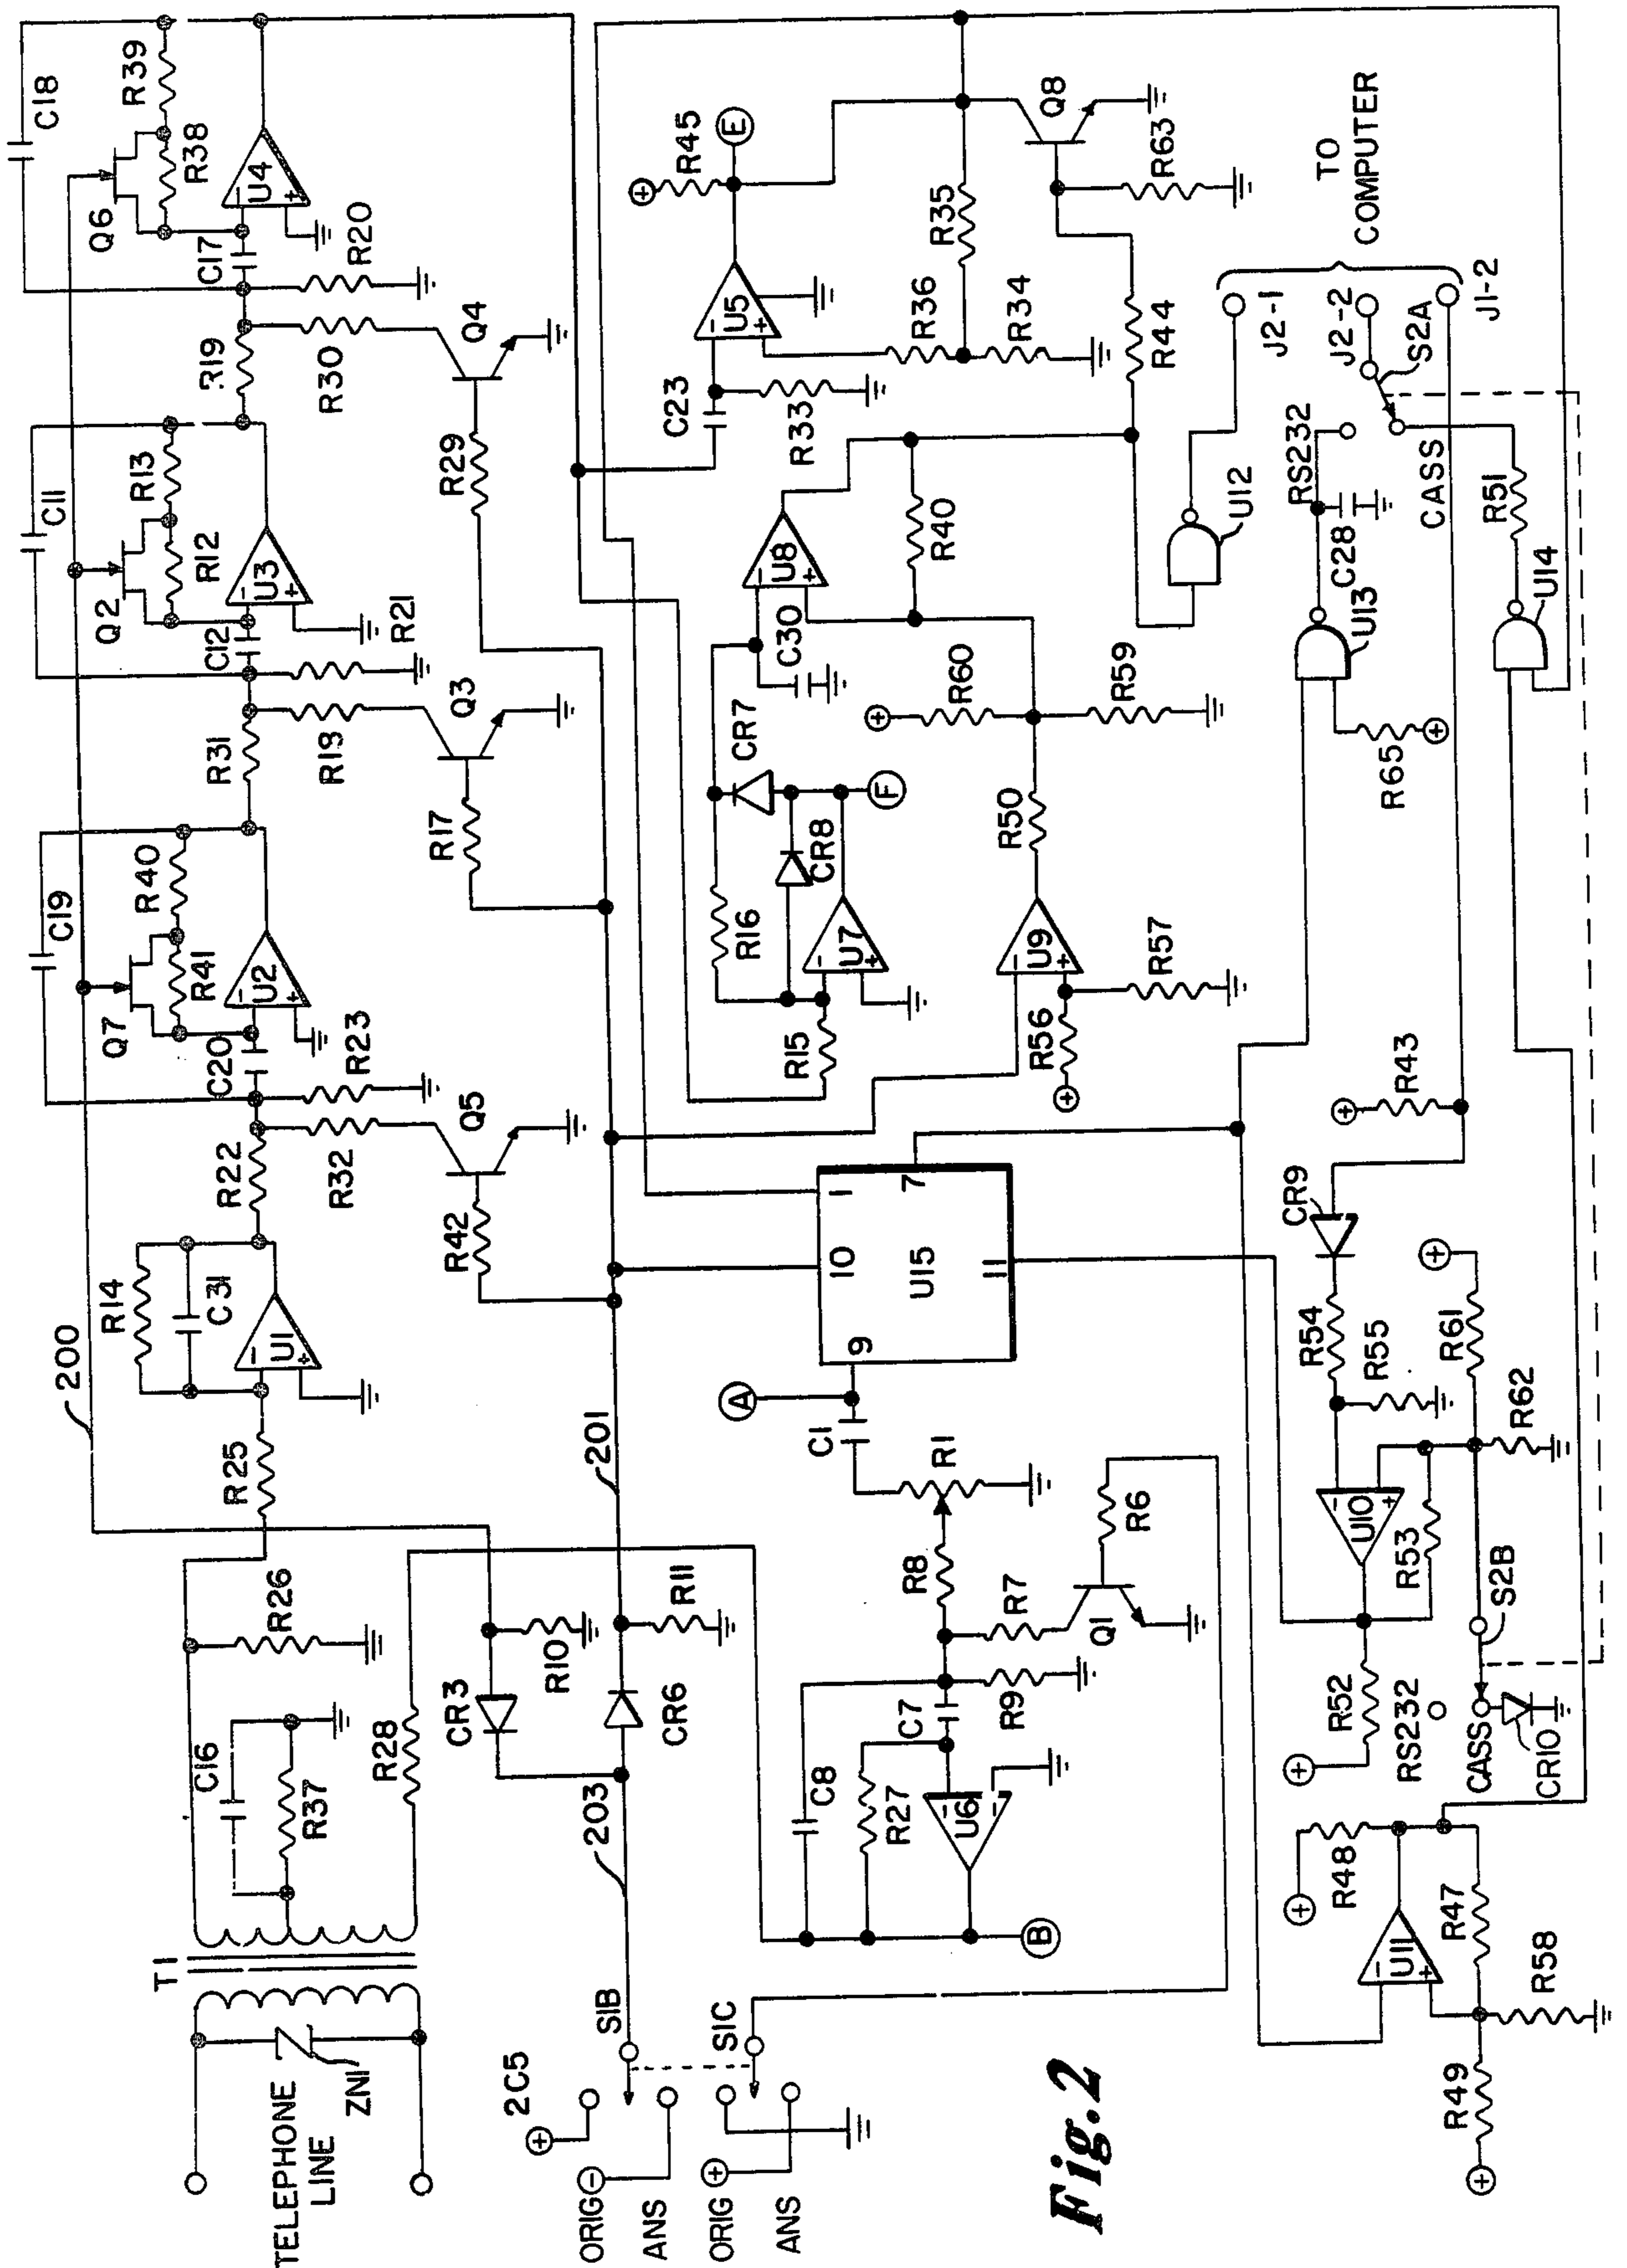 C18
R39
Q6
R38
U4
C17
R20
R19
R30
Q4
R29
C11
R13
Q2
R12
U3
C12
R21
R31
R18
Q3
R17
C19
R40
Q7
R41
U2
C20
R23
R22
R32
Q5
R42
200
R14
C31
U1
R25
R26
C16
R37
R28
T1
TELEPHONE
LINE
ZN1
R45
E
U5
C23
R33
R36
R35
R34
Q8
R63
R44
TO
COMPUTER
J2-1
J2-2
S2A
J1-2
U8
C30
R40
U12
RS232
C28
U13
CASS
R51
U14
R60
R59
R65
CR7
R16
CR8
F
U7
R15
R50
U9
R56
R57
R43
1
7
10
U15
11
9
A
C1
R1
201
CR9
R54
R55
R61
R62
U10
R53
R52
S2B
RS232
CASS
CR10
R6
R8
R7
Q1
R9
C7
C8
R27
U6
B
CR3
R10
R11
CR6
203
S1B
S1C
2C5
ORIG
ANS
ORIG
ANS
R48
R47
U11
R58
R49
Fig.2